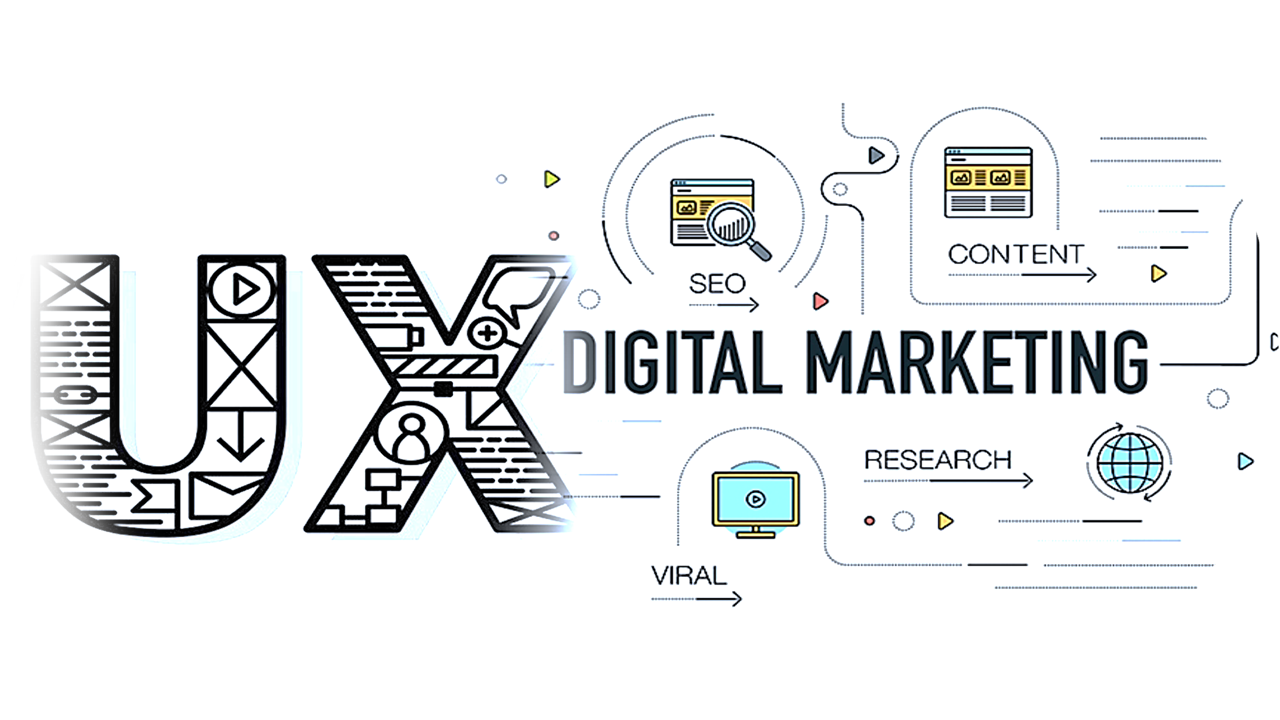 UX
SEO
CONTENT
DIGITAL MARKETING
RESEARCH
VIRAL